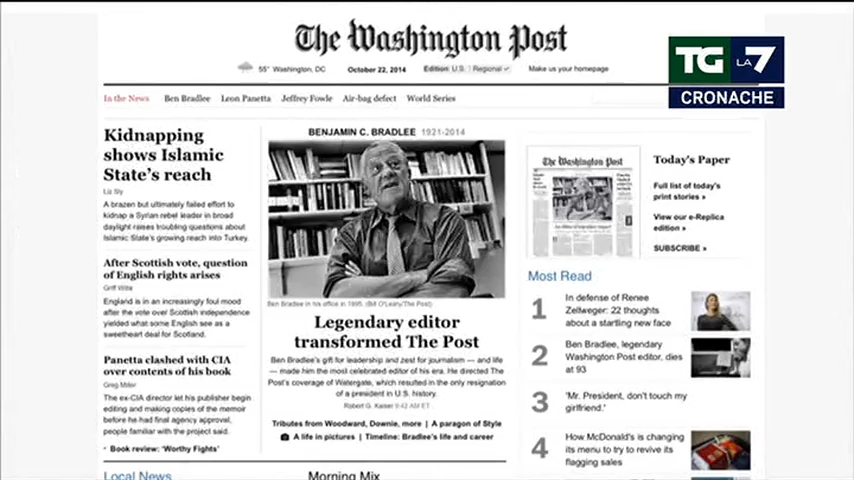 The Washington Post
TG LA 7
CRONACHE
55° Washington, DC
October 22, 2014
Edition: U.S. | Regional
Make us your homepage
In the News
Ben Bradlee
Leon Panetta
Jeffrey Fowle
Air-bag defect
World Series
Kidnapping
shows Islamic
State's reach
Liz Sly
A brazen but ultimately failed effort to
kidnap a Syrian rebel leader in broad
daylight raises troubling questions about
Islamic State's growing reach into Turkey.
After Scottish vote, question
of English rights arises
Griff Witte
England is in an increasingly foul mood
after the vote over Scottish independence
yielded what some English see as a
sweetheart deal for Scotland.
Panetta clashed with CIA
over contents of his book
Greg Miller
The ex-CIA director let his publisher begin
editing and making copies of the memoir
before he had final agency approval,
people familiar with the project said.
• Book review: 'Worthy Fights'
Local News
BENJAMIN C. BRADLEE 1921-2014
Ben Bradlee in his office in 1995. (Bill O'Leary/The Post)
Legendary editor
transformed The Post
Ben Bradlee's gift for leadership and zest for journalism — and life
— made him the most celebrated editor of his era. He directed The
Post's coverage of Watergate, which resulted in the only resignation
of a president in U.S. history.
Robert G. Kaiser 9:42 AM ET
Tributes from Woodward, Downie, more | A paragon of Style
A life in pictures | Timeline: Bradlee's life and career
Morning Mix
The Washington Post
Today's Paper
Full list of today's
print stories »
View our e-Replica
edition »
SUBSCRIBE »
Most Read
1
In defense of Renee
Zellweger: 22 thoughts
about a startling new face
2
Ben Bradlee, legendary
Washington Post editor, dies
at 93
3
'Mr. President, don't touch my
girlfriend.'
4
How McDonald's is changing
its menu to try to revive its
flagging sales